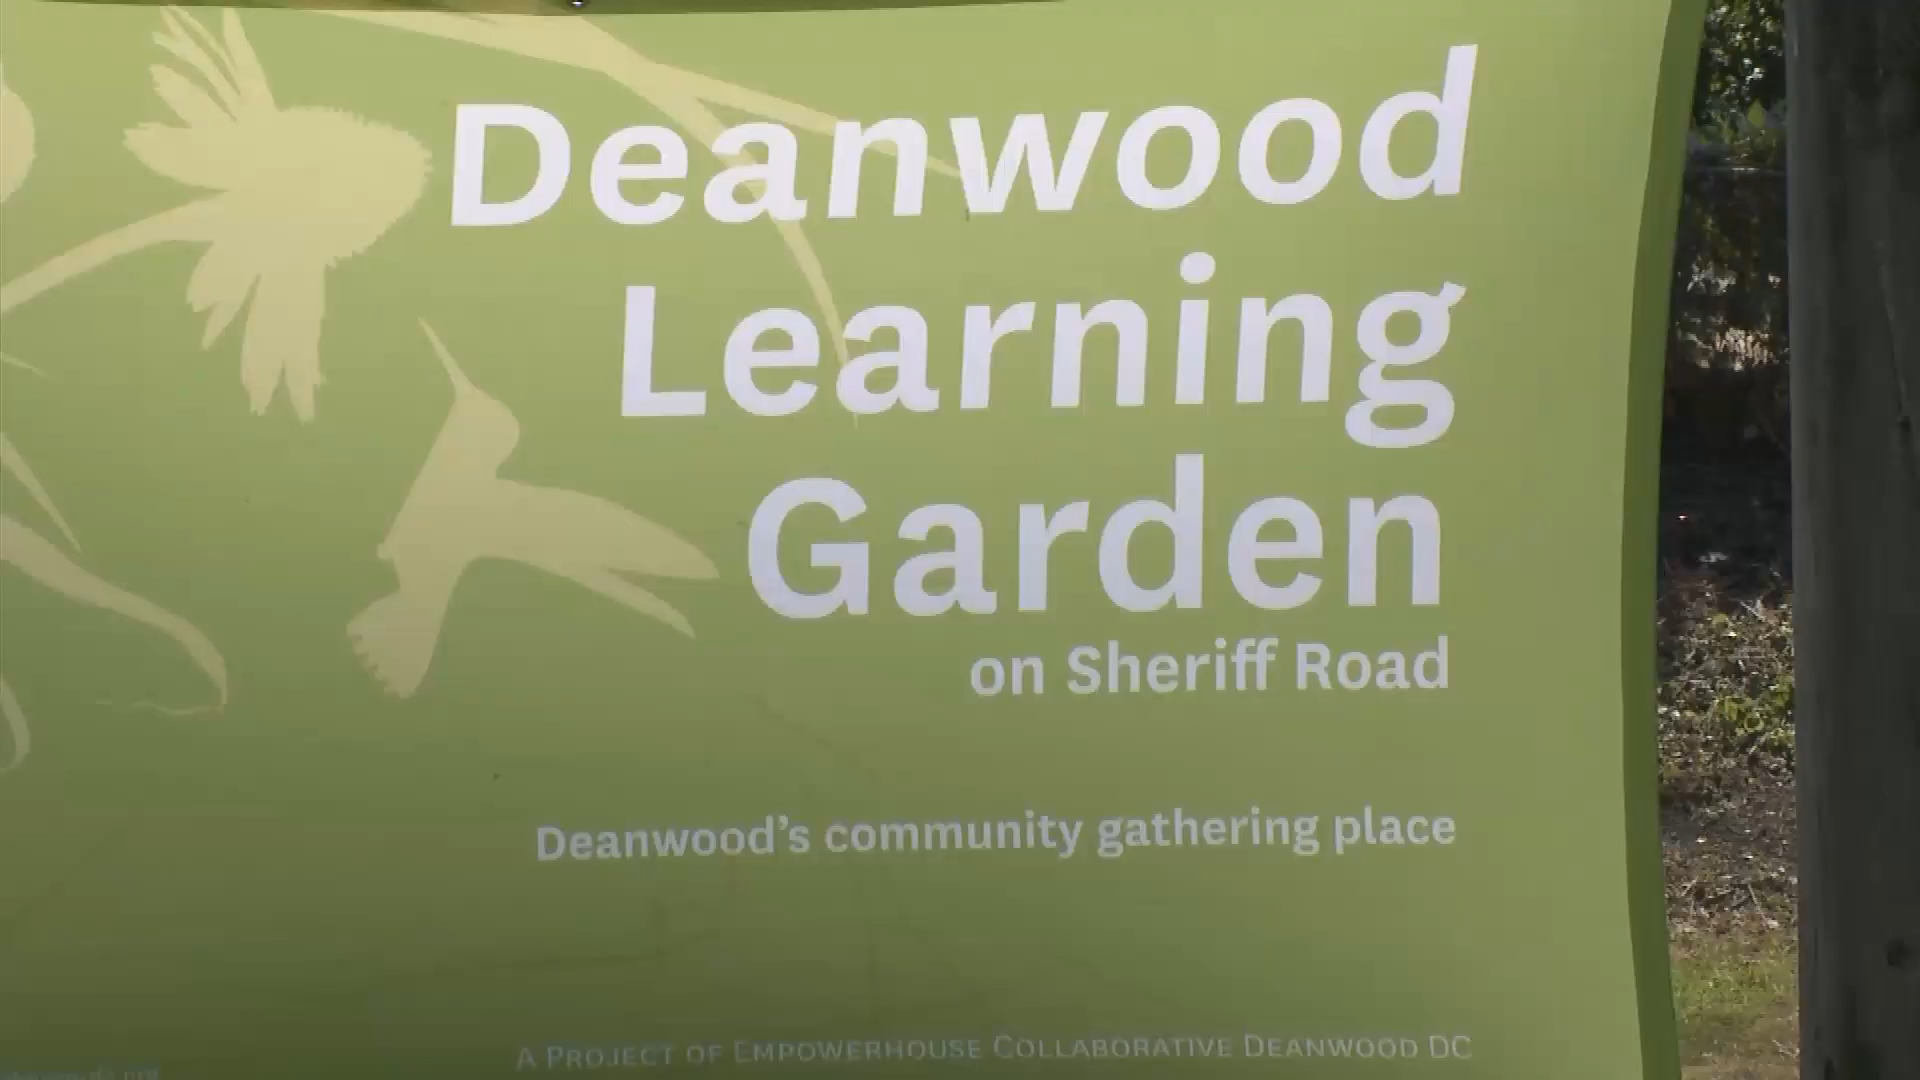 Deanwood
Learning
Garden
on Sheriff Road
Deanwood's community gathering place
A PROJECT OF EMPOWERHOUSE COLLABORATIVE DEANWOOD DC